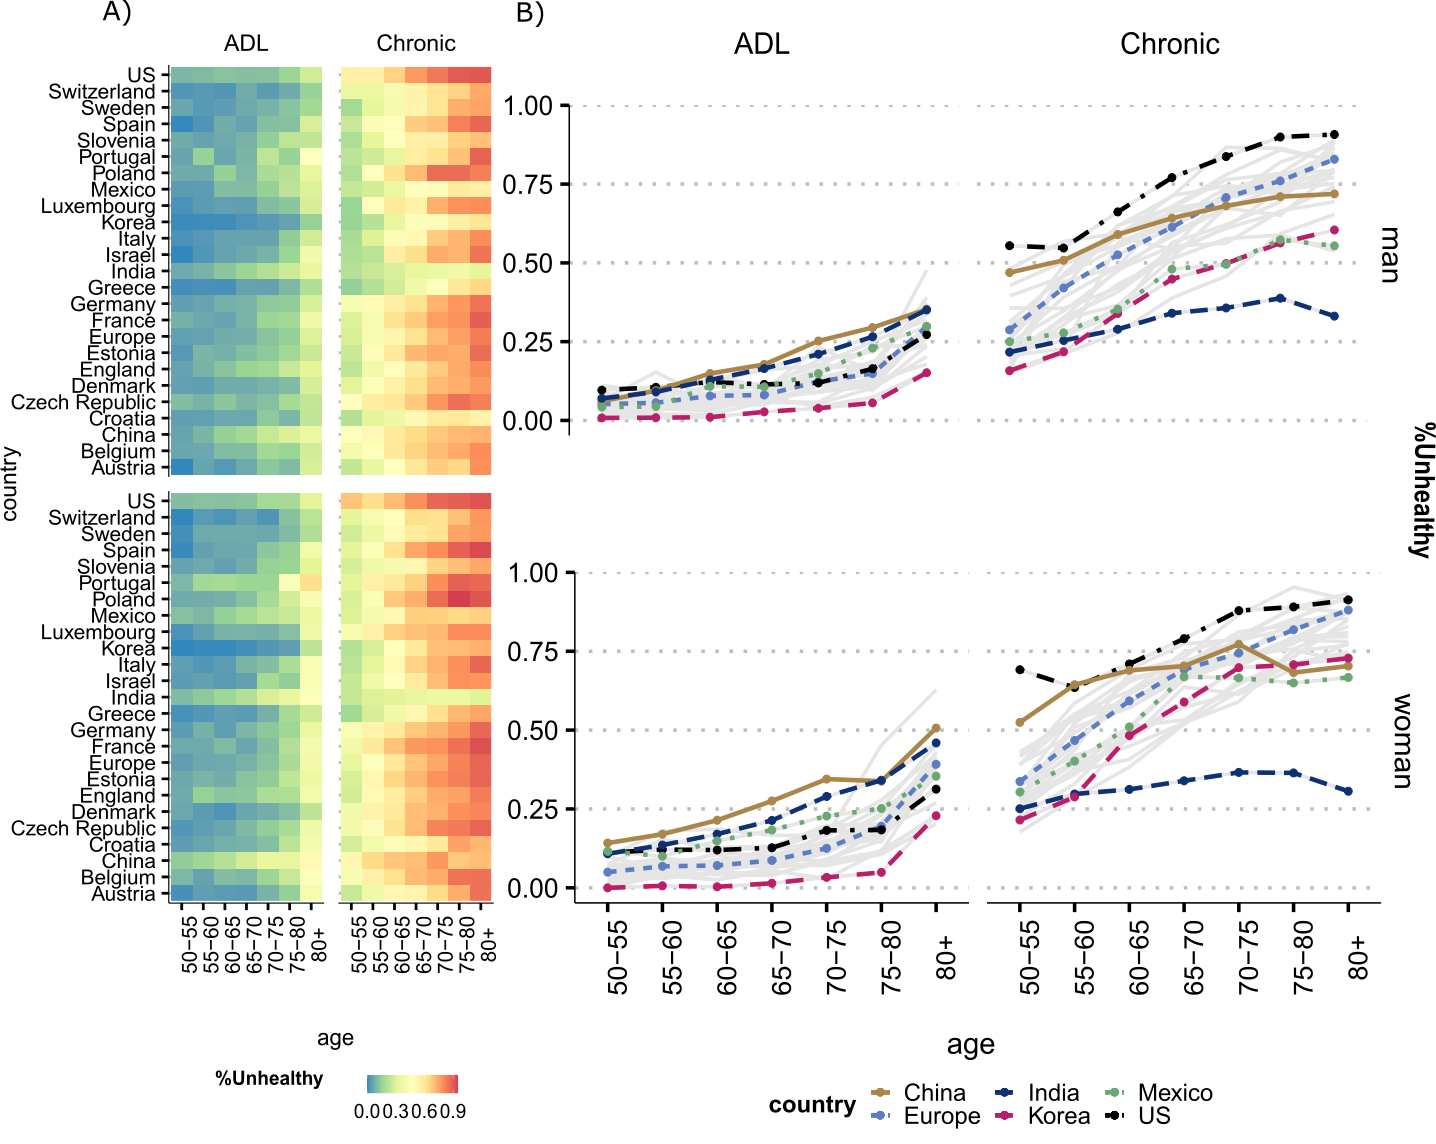 A)
B)
ADL
Chronic
ADL
Chronic
US
Switzerland
Sweden
Spain
Slovenia
Portugal
Poland
Mexico
Luxembourg
Korea
Italy
Israel
India
Greece
Germany
France
Europe
Estonia
England
Denmark
Czech Republic
Croatia
China
Belgium
Austria
US
Switzerland
Sweden
Spain
Slovenia
Portugal
Poland
Mexico
Luxembourg
Korea
Italy
Israel
India
Greece
Germany
France
Europe
Estonia
England
Denmark
Czech Republic
Croatia
China
Belgium
Austria
country
50−55
55−60
60−65
65−70
70−75
75−80
80+
50−55
55−60
60−65
65−70
70−75
75−80
80+
age
%Unhealthy
0.00.30.60.9
1.00
0.75
0.50
0.25
0.00
man
1.00
0.75
0.50
0.25
0.00
woman
%Unhealthy
50−55
55−60
60−65
65−70
70−75
75−80
80+
50−55
55−60
60−65
65−70
70−75
75−80
80+
age
country
China
India
Mexico
Europe
Korea
US